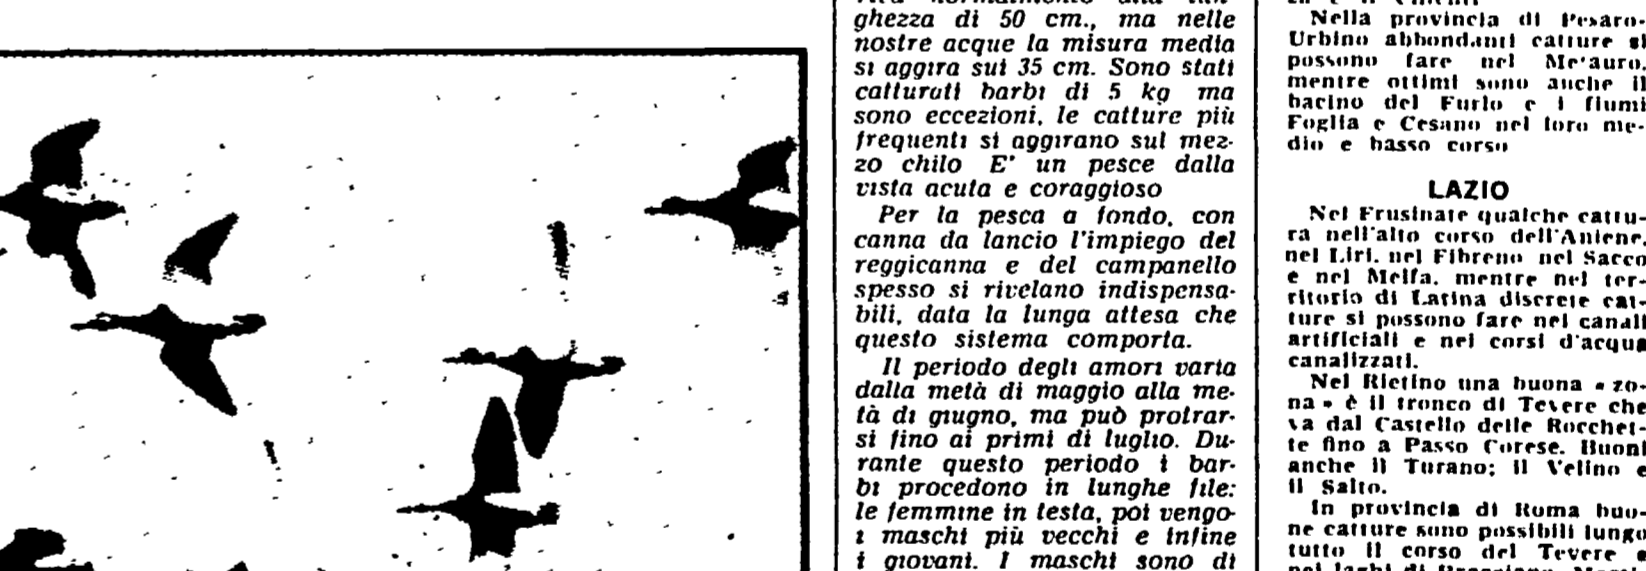 ghezza di 50 cm., ma nelle
nostre acque la misura media
si aggira sui 35 cm. Sono stati
catturati barbi di 5 kg ma
sono eccezioni, le catture più
frequenti si aggirano sul mez-
zo chilo E' un pesce dalla
vista acuta e coraggioso
Per la pesca a fondo, con
canna da lancio l'impiego del
reggicanna e del campanello
spesso si rivelano indispensa-
bili, data la lunga attesa che
questo sistema comporta.
Il periodo degli amori varia
dalla metà di maggio alla me-
tà di giugno, ma può protrar-
si fino ai primi di luglio. Du-
rante questo periodo i bar-
bi procedono in lunghe file:
le femmine in testa, poi vengo-
i maschi più vecchi e infine
i giovani. I maschi sono di
Nella provincia di Pesaro-
Urbino abbondanti catture si
possono fare nel Me'auro,
mentre ottimi sono anche il
bacino del Furlo e i fiumi
Foglia e Cesano nel loro me-
dio e basso corso
LAZIO
Nel Frusinate qualche cattu-
ra nell'alto corso dell'Aniene,
nel Liri, nel Fibreno nel Sacco
e nel Melfa, mentre nel ter-
ritorio di Latina discrete cat-
ture si possono fare nei canali
artificiali e nei corsi d'acqua
canalizzati.
Nel Rietino una buona « zo-
na » è il tronco di Tevere che
va dal Castello delle Rocchet-
te fino a Passo Corese. Buoni
anche il Turano; il Velino e
il Salto.
In provincia di Roma buo-
ne catture sono possibili lungo
tutto il corso del Tevere e